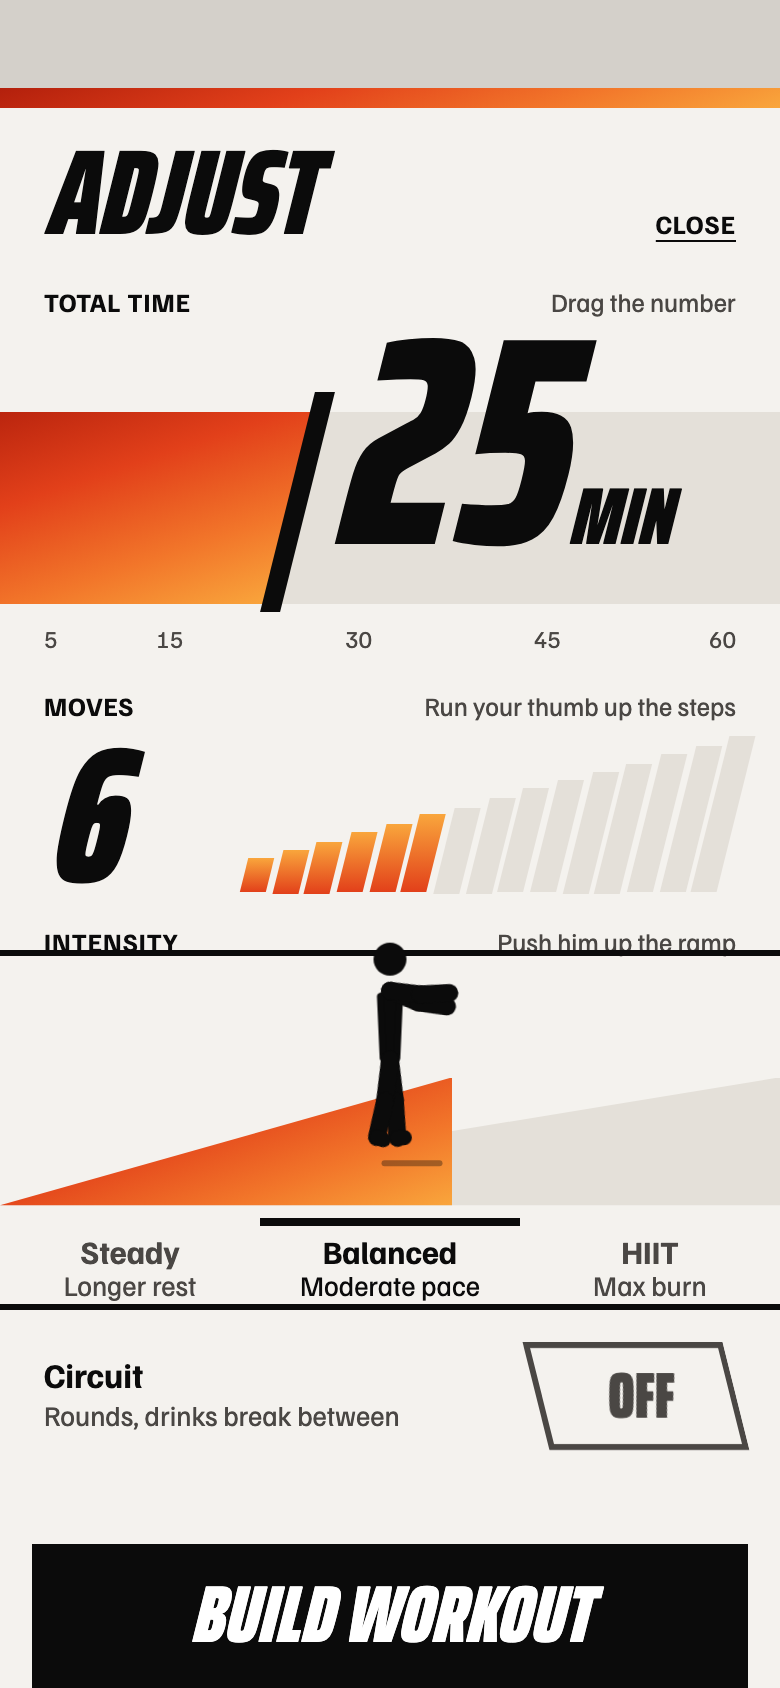 ADJUST
CLOSE
TOTAL TIME
Drag the number
25 MIN
5 15 30 45 60
MOVES
Run your thumb up the steps
6
INTENSITY
Push him up the ramp
Steady
Longer rest
Balanced
Moderate pace
HIIT
Max burn
Circuit
Rounds, drinks break between
OFF
BUILD WORKOUT